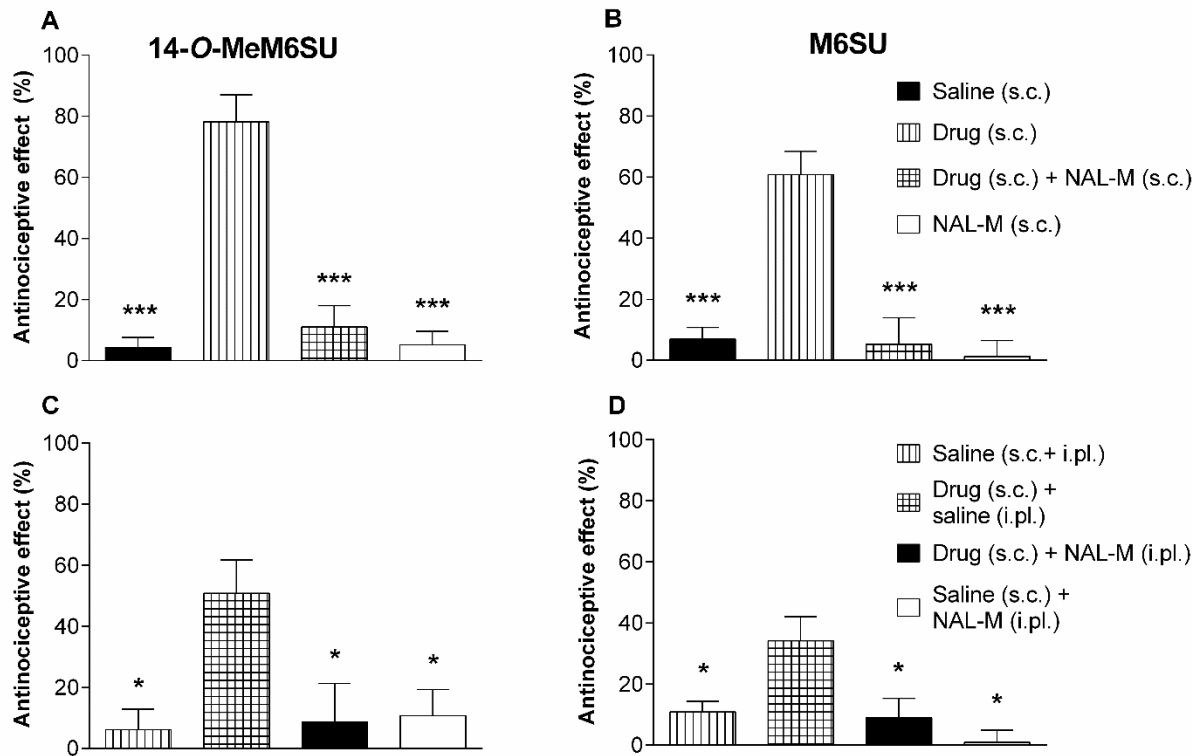 A
14-O-MeM6SU
Antinociceptive effect (%)
100
80
60
40
20
0
***
***
***
B
M6SU
Antinociceptive effect (%)
100
80
60
40
20
0
***
***
***
Saline (s.c.)
Drug (s.c.)
Drug (s.c.) + NAL-M (s.c.)
NAL-M (s.c.)
C
Antinociceptive effect (%)
100
80
60
40
20
0
*
*
*
D
Antinociceptive effect (%)
100
80
60
40
20
0
*
*
*
Saline (s.c.+ i.pl.)
Drug (s.c.) +
saline (i.pl.)
Drug (s.c.) + NAL-M (i.pl.)
Saline (s.c.) +
NAL-M (i.pl.)